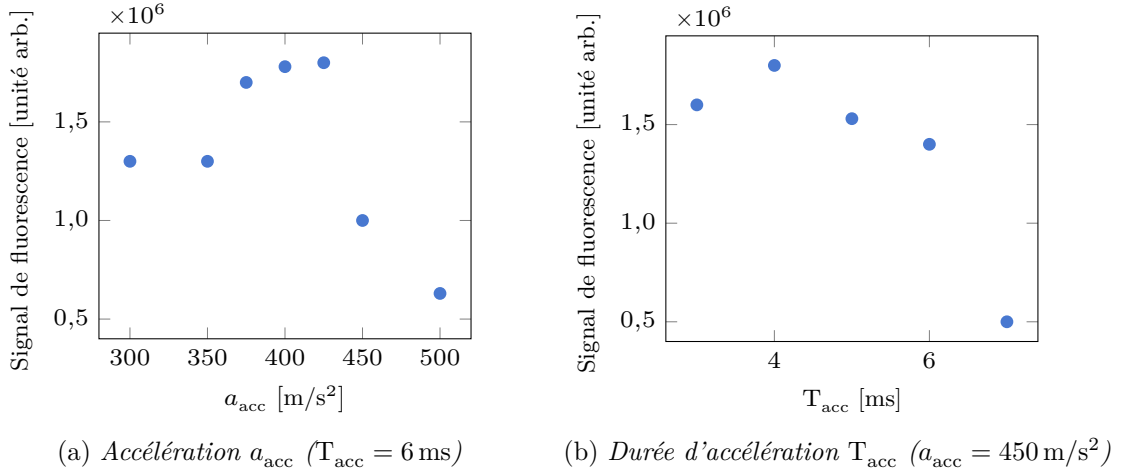 ×10⁶
Signal de fluorescence [unité arb.]
1,5
1,0
0,5
300 350 400 450 500
a_acc [m/s²]
(a) Accélération a_acc (T_acc = 6 ms)
×10⁶
Signal de fluorescence [unité arb.]
1,5
1,0
0,5
4 6
T_acc [ms]
(b) Durée d'accélération T_acc (a_acc = 450 m/s²)